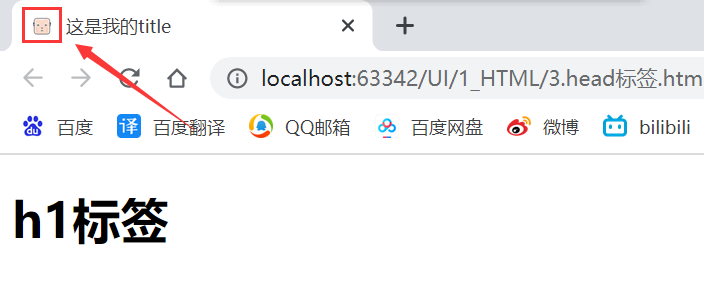 这是我的title
localhost:63342/UI/1_HTML/3.head标签.htm
百度 译 百度翻译 QQ邮箱 百度网盘 微博 bilibili
h1标签